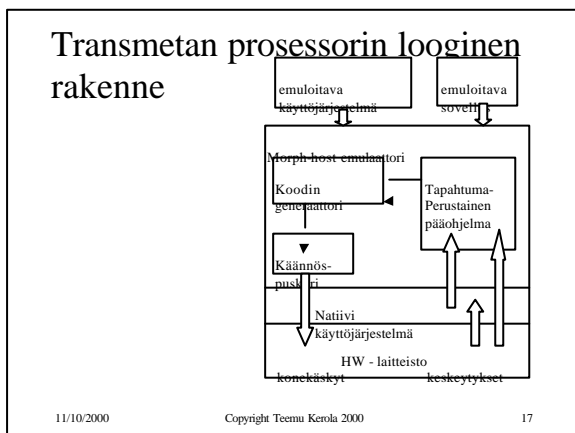 Transmetan prosessorin looginen
rakenne
emuloitava
käyttöjärjestelmä
emuloitava
sovellus
Morph-host emulaattori
Koodin
generaattori
Tapahtuma-
Perustainen
pääohjelma
Käännös-
puskuri
Natiivi
käyttöjärjestelmä
HW - laitteisto
konekäskyt
keskeytykset
11/10/2000
Copyright Teemu Kerola 2000
17